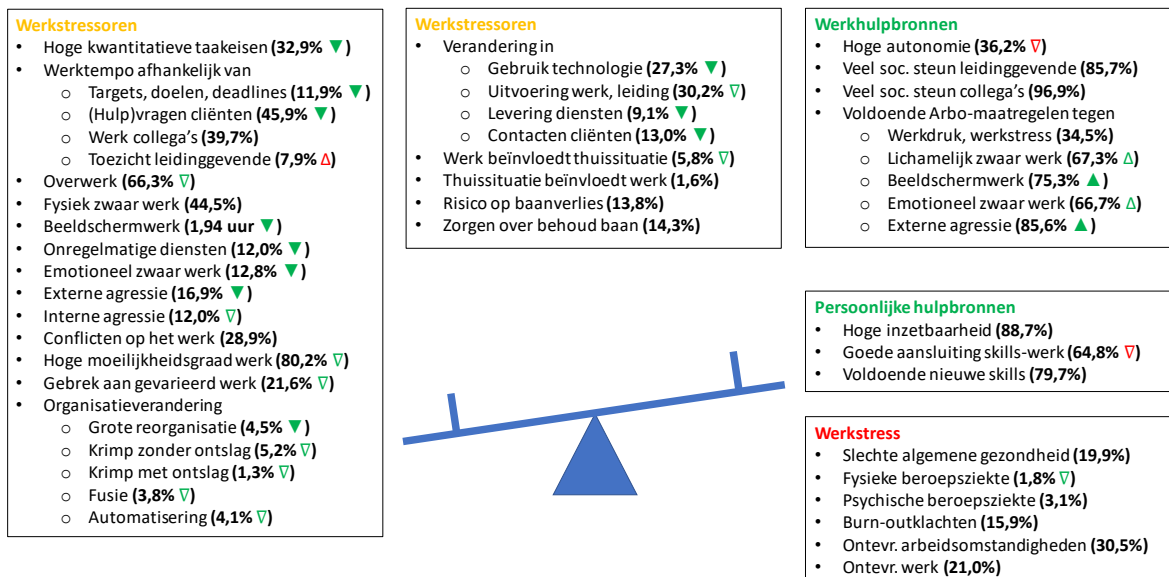 Werkstressoren
• Hoge kwantitatieve taakeisen (32,9% ▼)
• Werktempo afhankelijk van
o Targets, doelen, deadlines (11,9% ▼)
o (Hulp)vragen cliënten (45,9% ▼)
o Werk collega's (39,7%)
o Toezicht leidinggevende (7,9% ∆)
• Overwerk (66,3% ∇)
• Fysiek zwaar werk (44,5%)
• Beeldschermwerk (1,94 uur ▼)
• Onregelmatige diensten (12,0% ▼)
• Emotioneel zwaar werk (12,8% ▼)
• Externe agressie (16,9% ▼)
• Interne agressie (12,0% ∇)
• Conflicten op het werk (28,9%)
• Hoge moeilijkheidsgraad werk (80,2% ∇)
• Gebrek aan gevarieerd werk (21,6% ∇)
• Organisatieverandering
o Grote reorganisatie (4,5% ▼)
o Krimp zonder ontslag (5,2% ∇)
o Krimp met ontslag (1,3% ∇)
o Fusie (3,8% ∇)
o Automatisering (4,1% ∇)
Werkstressoren
• Verandering in
o Gebruik technologie (27,3% ▼)
o Uitvoering werk, leiding (30,2% ∇)
o Levering diensten (9,1% ▼)
o Contacten cliënten (13,0% ▼)
• Werk beïnvloedt thuissituatie (5,8% ∇)
• Thuissituatie beïnvloedt werk (1,6%)
• Risico op baanverlies (13,8%)
• Zorgen over behoud baan (14,3%)
Werkhulpbronnen
• Hoge autonomie (36,2% ∇)
• Veel soc. steun leidinggevende (85,7%)
• Veel soc. steun collega's (96,9%)
• Voldoende Arbo-maatregelen tegen
o Werkdruk, werkstress (34,5%)
o Lichamelijk zwaar werk (67,3% ∆)
o Beeldschermwerk (75,3% ▲)
o Emotioneel zwaar werk (66,7% ∆)
o Externe agressie (85,6% ▲)
Persoonlijke hulpbronnen
• Hoge inzetbaarheid (88,7%)
• Goede aansluiting skills-werk (64,8% ∇)
• Voldoende nieuwe skills (79,7%)
Werkstress
• Slechte algemene gezondheid (19,9%)
• Fysieke beroepsziekte (1,8% ∇)
• Psychische beroepsziekte (3,1%)
• Burn-outklachten (15,9%)
• Ontevr. arbeidsomstandigheden (30,5%)
• Ontevr. werk (21,0%)